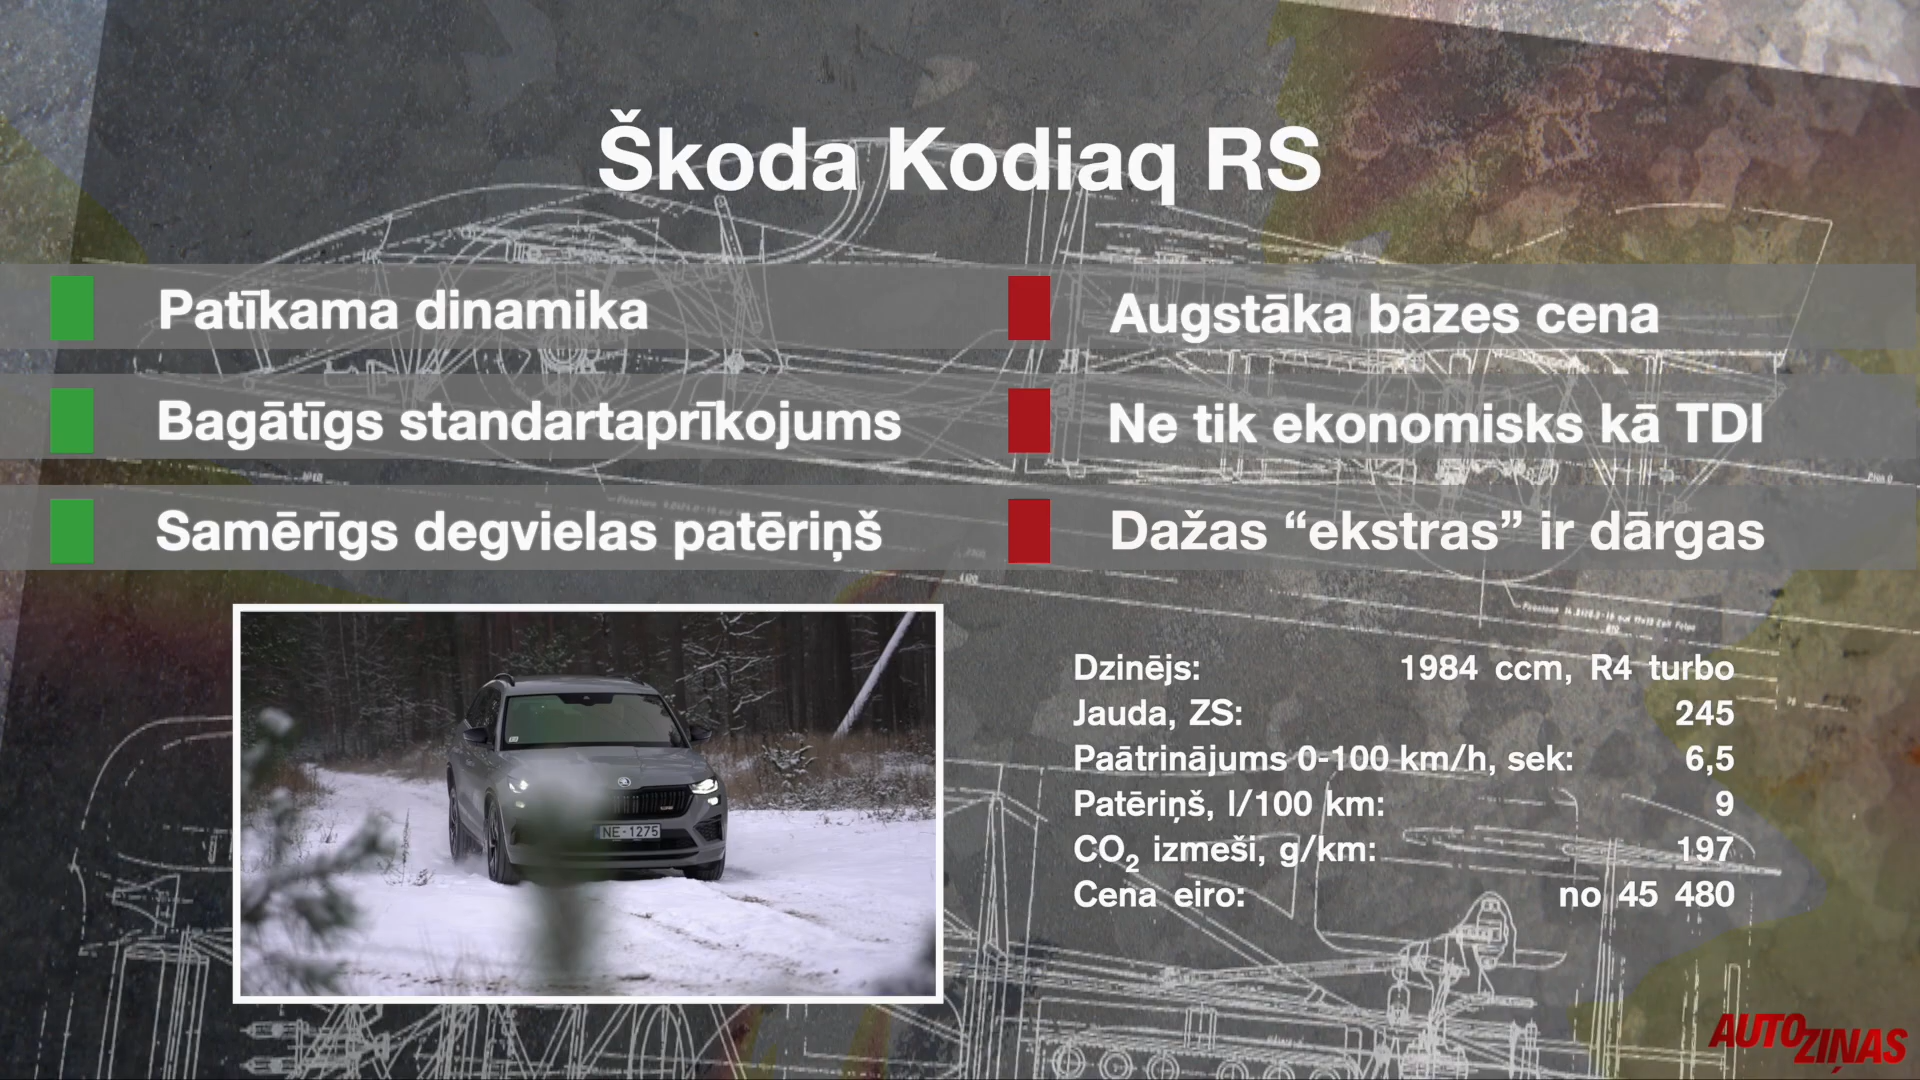 Škoda Kodiaq RS
Patīkama dinamika
Bagātīgs standartaprīkojums
Samērīgs degvielas patēriņš
Augstāka bāzes cena
Ne tik ekonomisks kā TDI
Dažas “ekstras” ir dārgas
NE-1275
Dzinējs: 1984 ccm, R4 turbo
Jauda, ZS: 245
Paātrinājums 0-100 km/h, sek: 6,5
Patēriņš, l/100 km: 9
CO₂ izmeši, g/km: 197
Cena eiro: no 45 480
AUTOZIŅAS